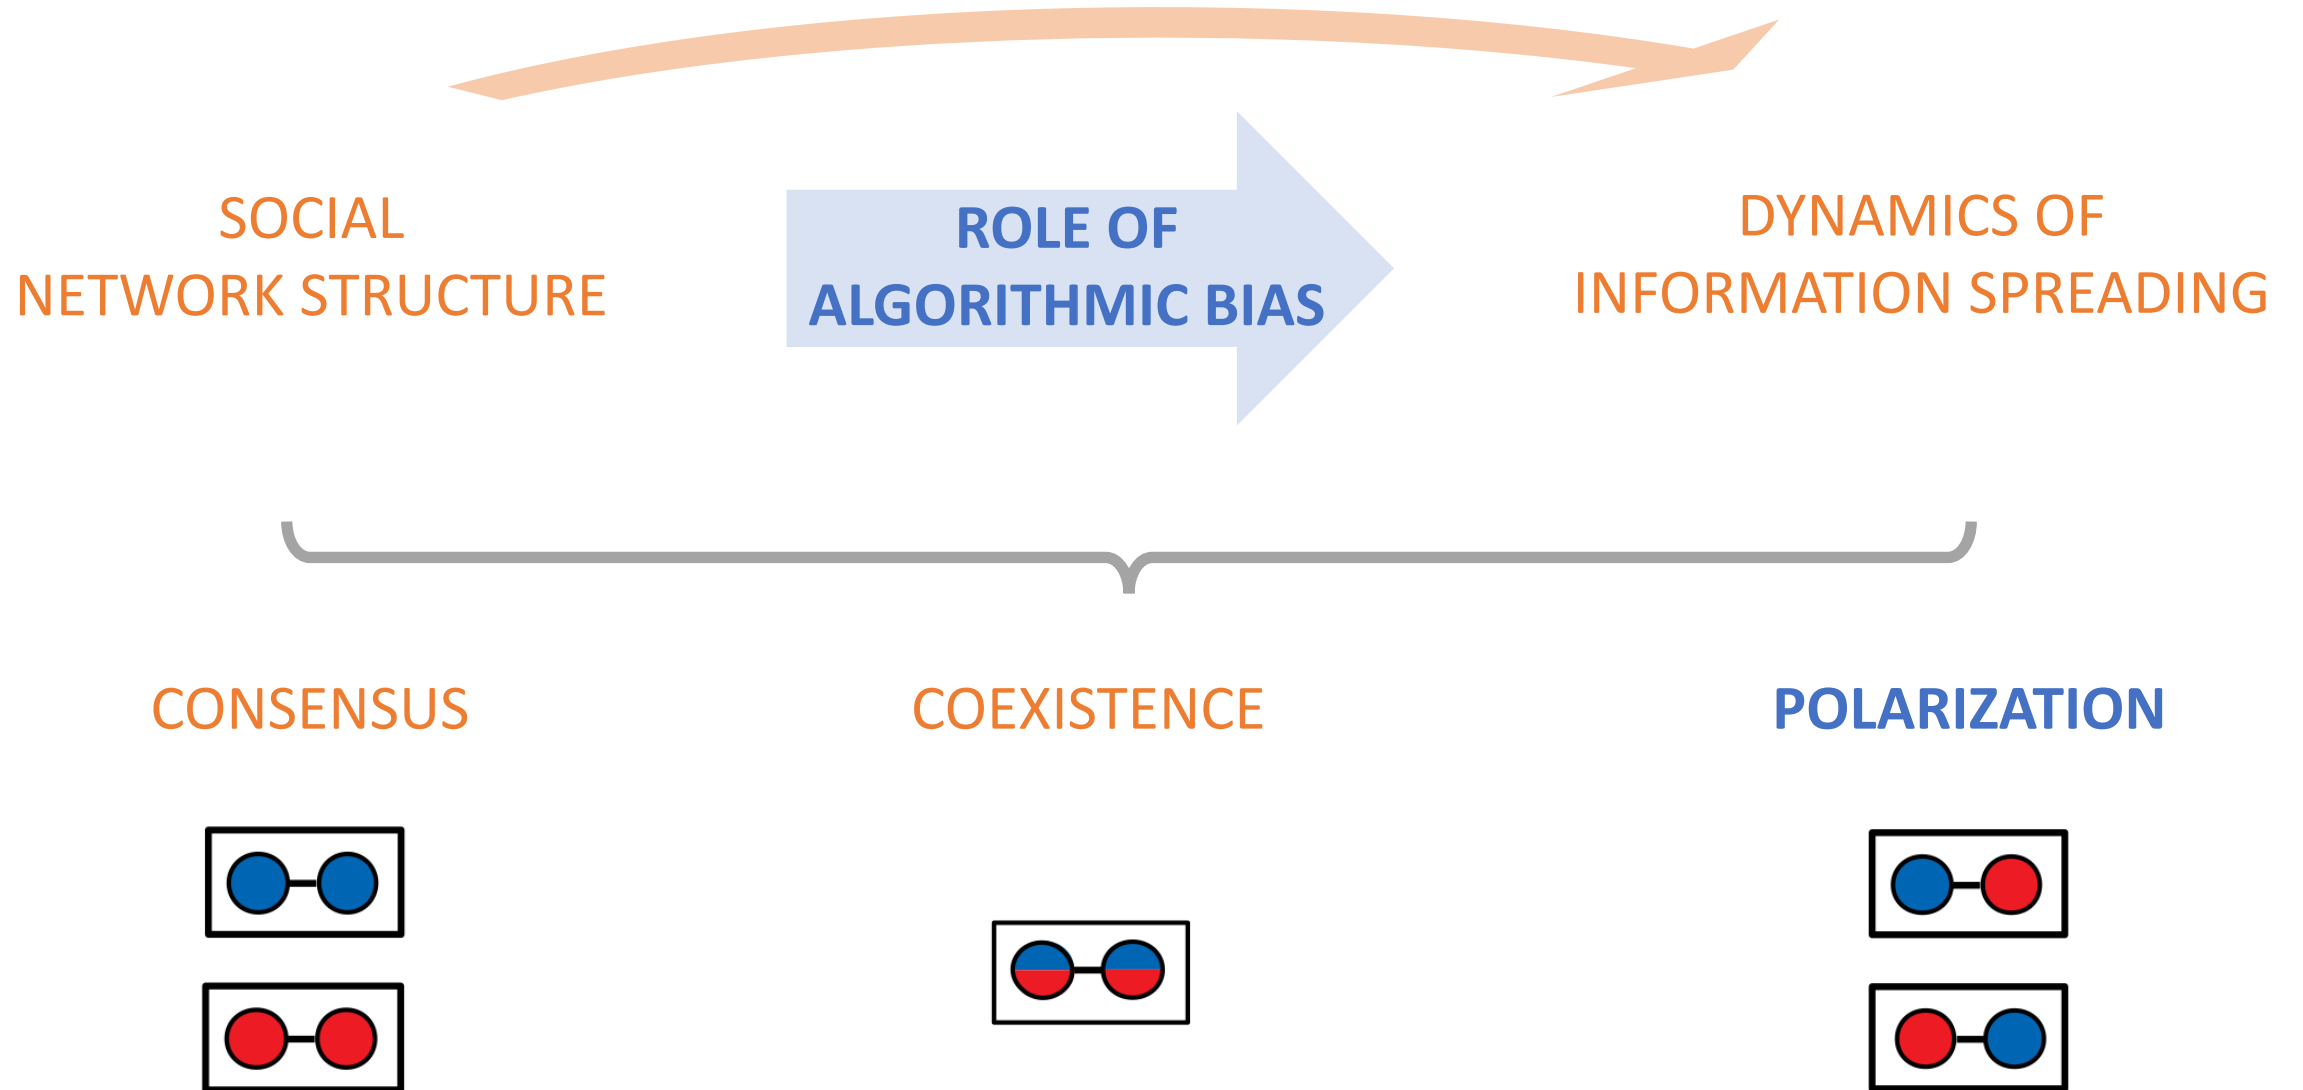 SOCIAL
NETWORK STRUCTURE
ROLE OF
ALGORITHMIC BIAS
DYNAMICS OF
INFORMATION SPREADING
CONSENSUS
COEXISTENCE
POLARIZATION